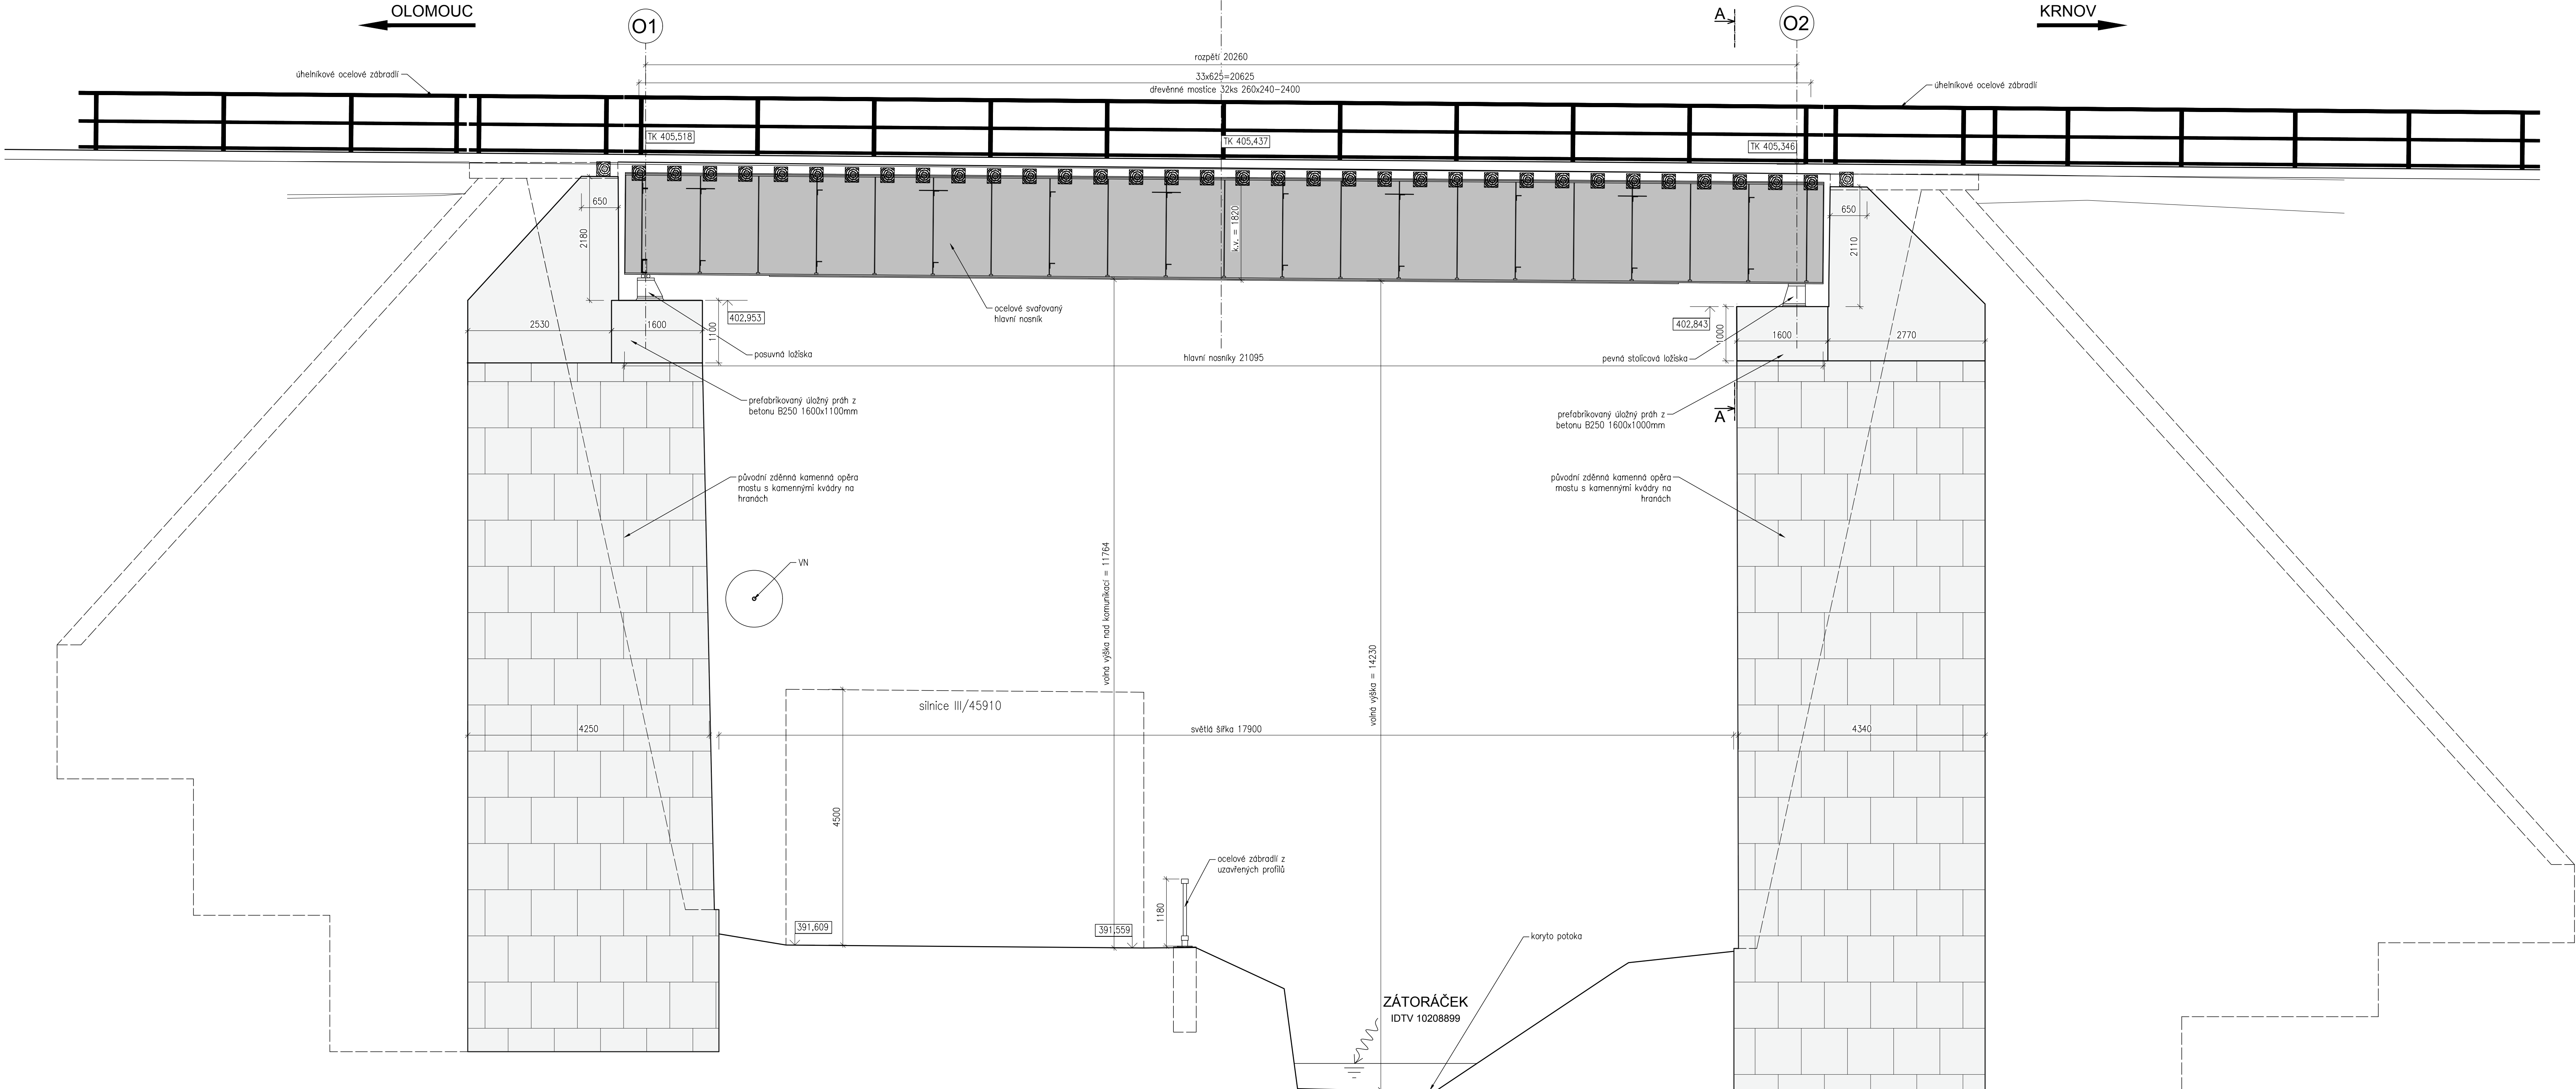 OLOMOUC
O1
A
O2
KRNOV
rozpětí 20260
33x625=20625
dřevěnné mostice 32ks 260x240-2400
úhelníkové ocelové zábradlí
úhelníkové ocelové zábradlí
TK 405,518
TK 405,437
TK 405,346
650
2180
k.v. = 1820
650
2110
ocelové svařovaný
hlavní nosník
402,953
402,843
2530
1600
1100
posuvná ložiska
hlavní nosníky 21095
pevná stolicová ložiska
1000
1600
2770
prefabrikovaný úložný práh z
betonu B250 1600x1100mm
A
prefabrikovaný úložný práh z
betonu B250 1600x1000mm
původní zděnná kamenná opěra
mostu s kamennými kvádry na
hranách
původní zděnná kamenná opěra
mostu s kamennými kvádry na
hranách
VN
volná výška nad komunikací = 11764
volná výška = 14230
silnice III/45910
4250
světlá šířka 17900
4340
4500
ocelové zábradlí z
uzavřených profilů
1180
391,609
391,559
koryto potoka
ZÁTORÁČEK
IDTV 10208899